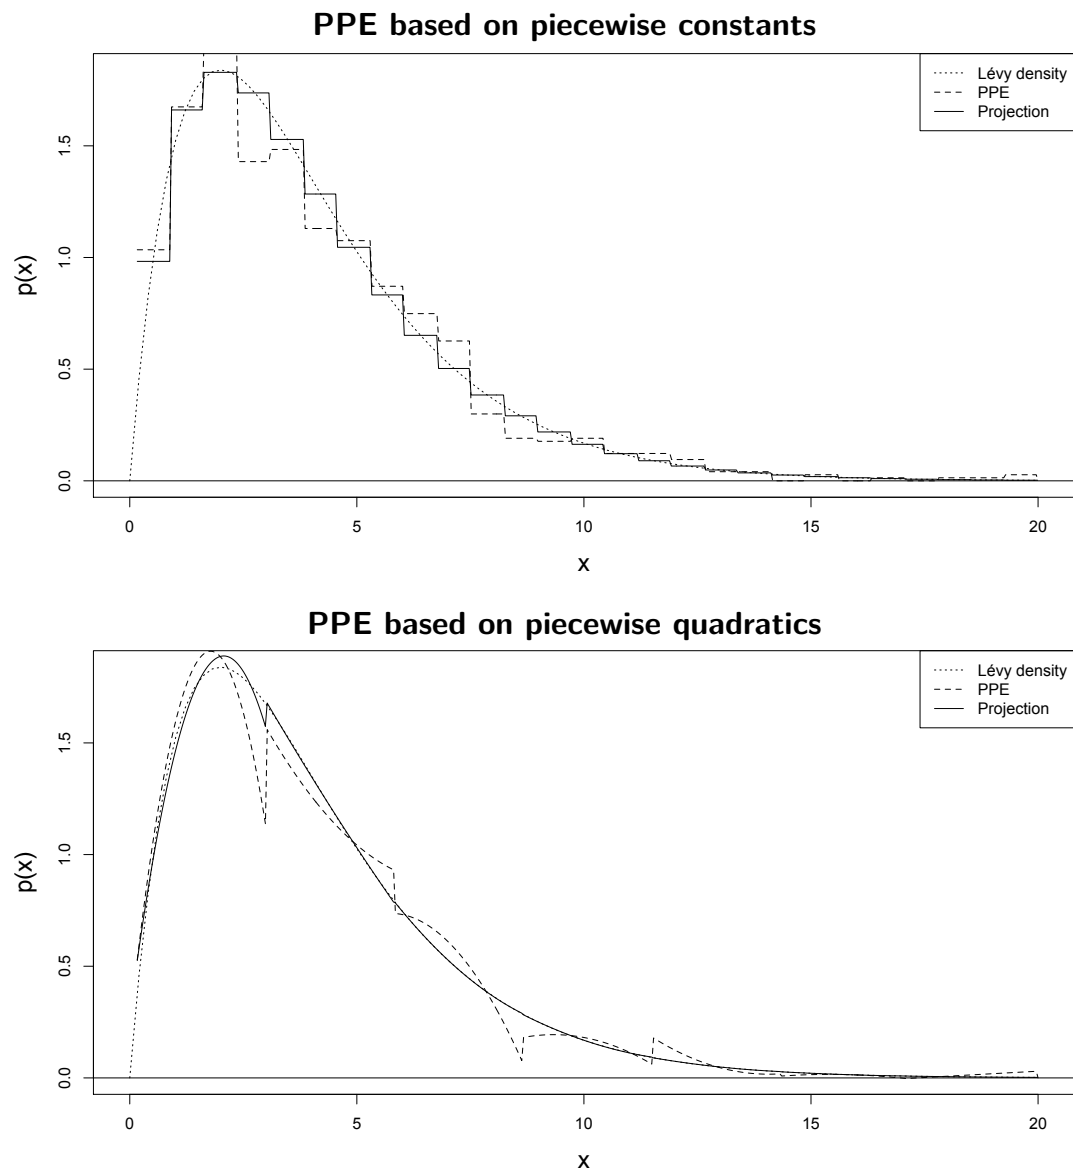 PPE based on piecewise constants
Lévy density
PPE
Projection
p(x)
0.0
0.5
1.0
1.5
0 5 10 15 20
x
PPE based on piecewise quadratics
Lévy density
PPE
Projection
p(x)
0.0
0.5
1.0
1.5
0 5 10 15 20
x